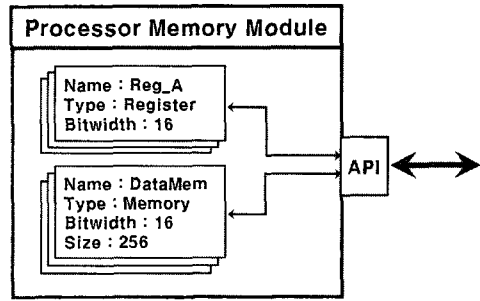 Processor Memory Module
Name : Reg_A
Type : Register
Bitwidth : 16
API
Name : DataMem
Type : Memory
Bitwidth : 16
Size : 256